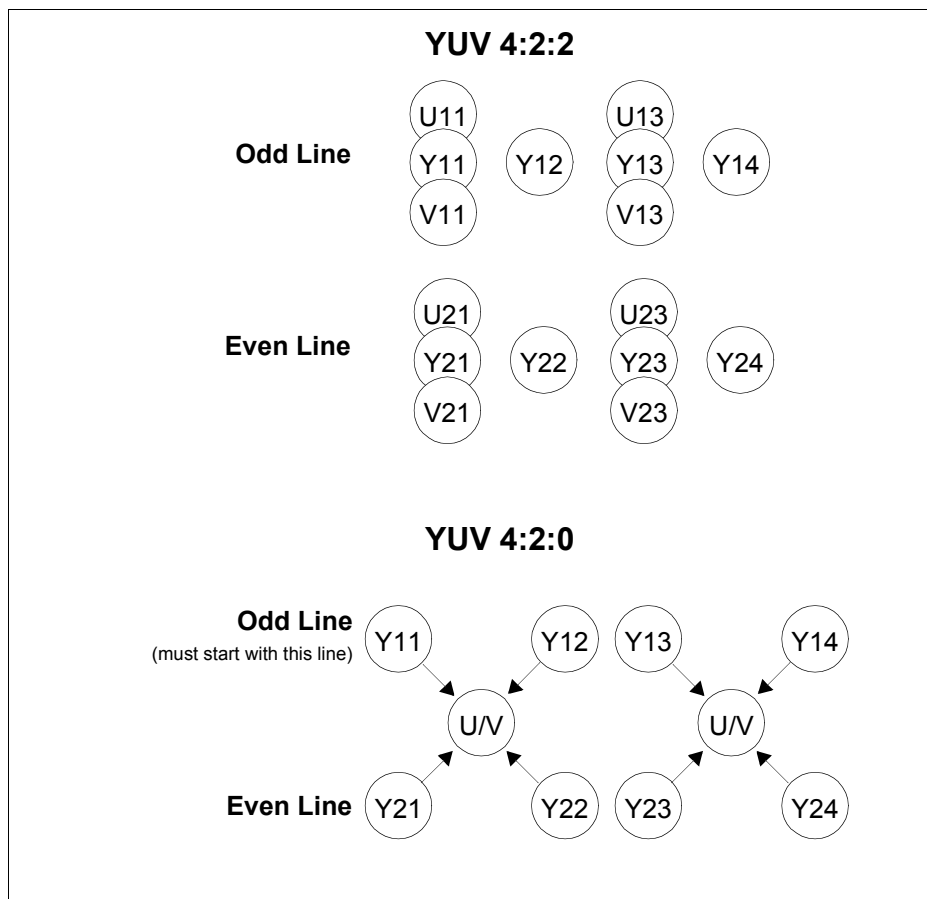 YUV 4:2:2
U11 U13
Odd Line Y11 Y12 Y13 Y14
V11 V13
U21 U23
Even Line Y21 Y22 Y23 Y24
V21 V23
YUV 4:2:0
Odd Line Y11 Y12 Y13 Y14
(must start with this line)
U/V U/V
Even Line Y21 Y22 Y23 Y24